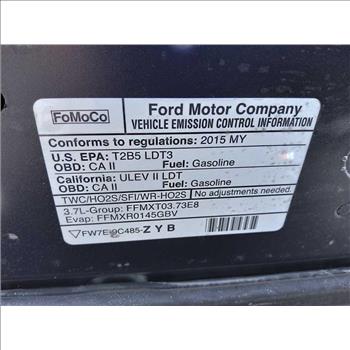 FoMoCo
Ford Motor Company
VEHICLE EMISSION CONTROL INFORMATION
Conforms to regulations: 2015 MY
U.S. EPA: T2B5 LDT3
OBD: CA II Fuel: Gasoline
California: ULEV II LDT
OBD: CA II Fuel: Gasoline
TWC/HO2S/SFI/WR-HO2S No adjustments needed.
3.7L-Group: FFMXT03.73E8
Evap: FFMXR0145GBV
ZYB